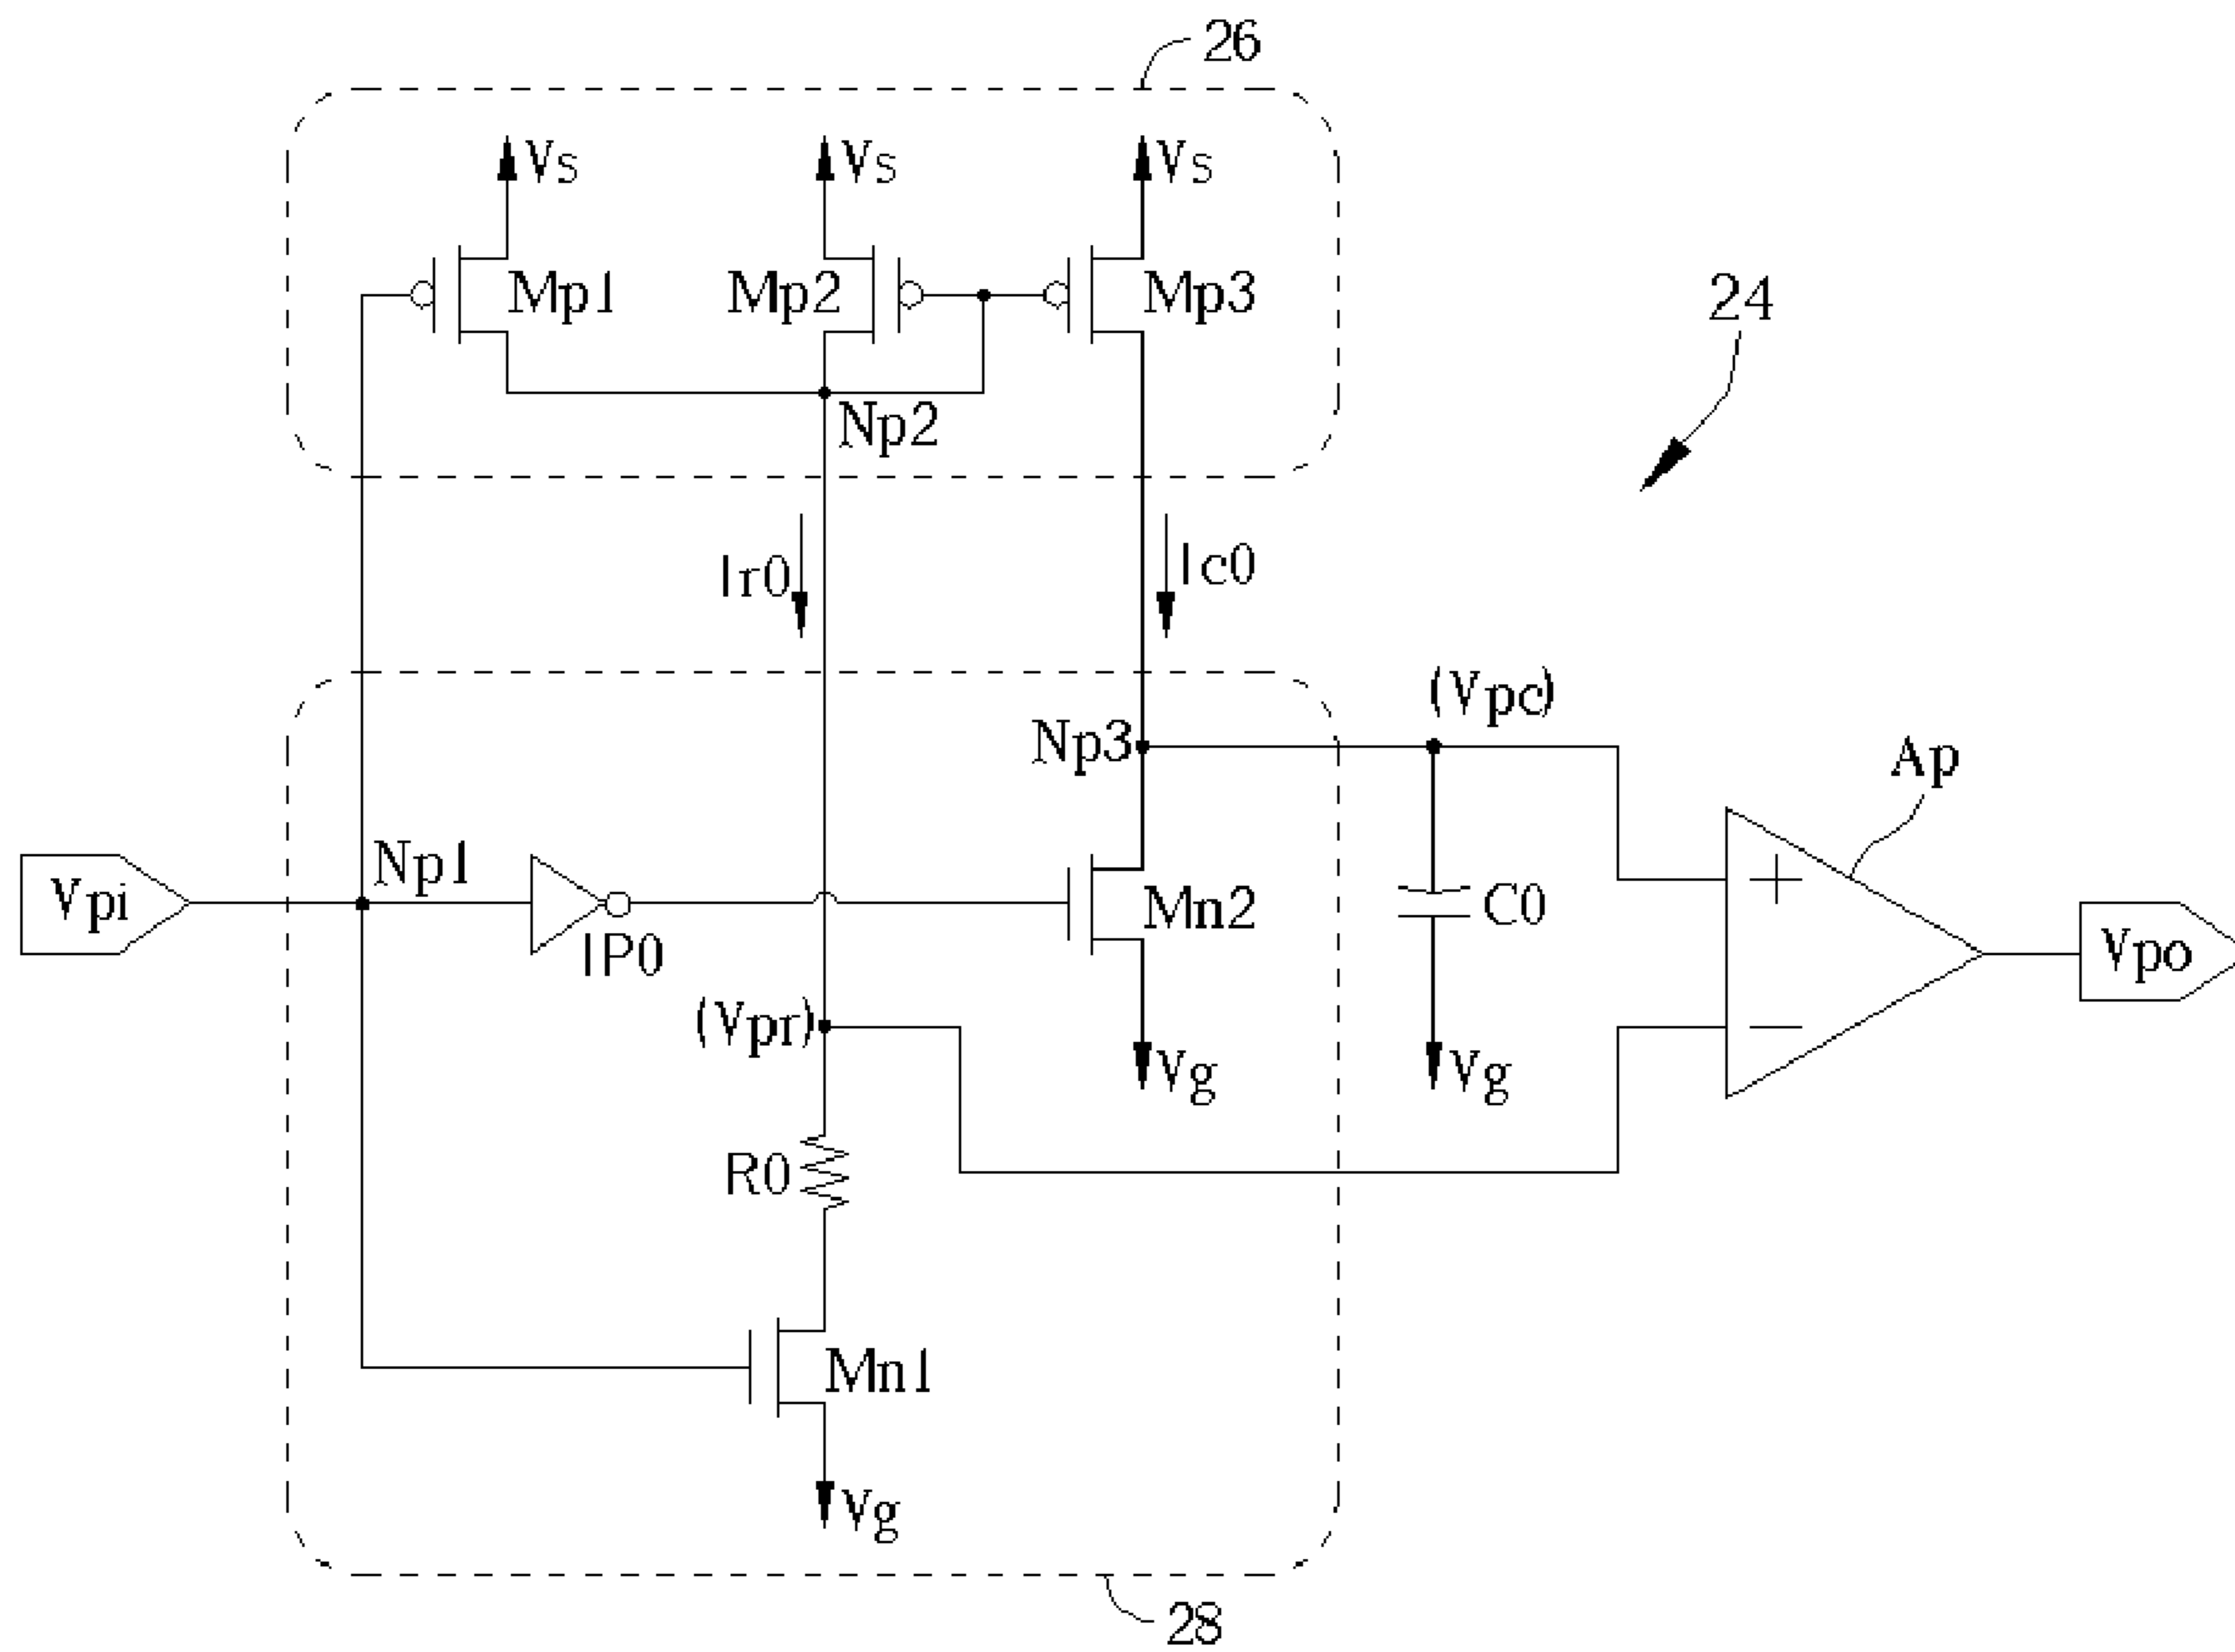 26
Vs
Vs
Vs
Mp1
Mp2
Mp3
24
Np2
Ir0
Ic0
(Vpc)
Np3
Ap
Vpi
Np1
IP0
Mn2
C0
+
Vpo
(Vpr)
−
Vg
Vg
R0
Mn1
Vg
28